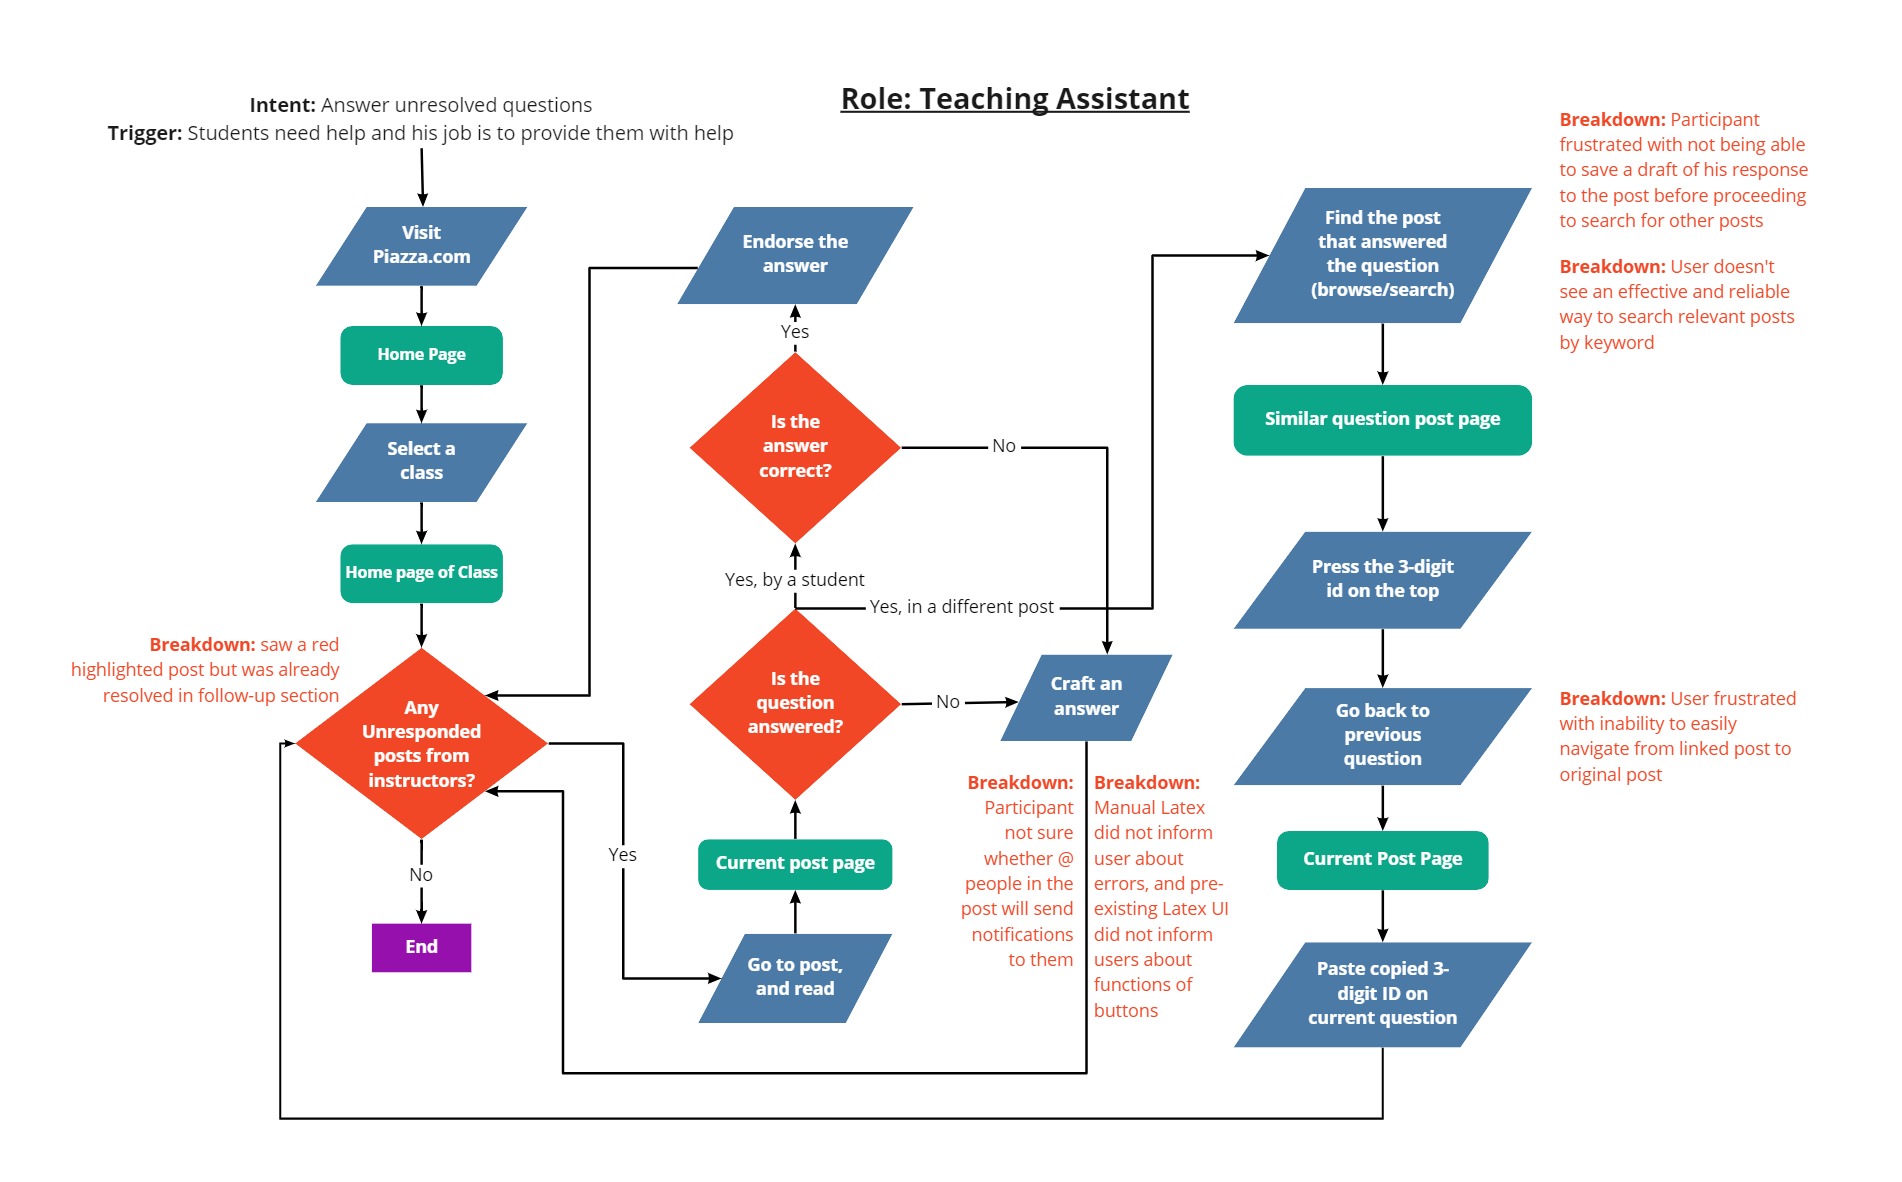 Role: Teaching Assistant
Intent: Answer unresolved questions
Trigger: Students need help and his job is to provide them with help
Visit
Piazza.com
Home Page
Select a
class
Home page of Class
Breakdown: saw a red
highlighted post but was already
resolved in follow-up section
Any
Unresponded
posts from
instructors?
No
End
Yes
Go to post,
and read
Current post page
Is the
question
answered?
Yes, by a student
Yes, in a different post
No
Is the
answer
correct?
Yes
No
Endorse the
answer
Craft an
answer
Breakdown:
Participant
not sure
whether @
people in the
post will send
notifications
to them
Breakdown:
Manual Latex
did not inform
user about
errors, and pre-
existing Latex UI
did not inform
users about
functions of
buttons
Find the post
that answered
the question
(browse/search)
Breakdown: Participant
frustrated with not being able
to save a draft of his response
to the post before proceeding
to search for other posts
Breakdown: User doesn't
see an effective and reliable
way to search relevant posts
by keyword
Similar question post page
Press the 3-digit
id on the top
Go back to
previous
question
Breakdown: User frustrated
with inability to easily
navigate from linked post to
original post
Current Post Page
Paste copied 3-
digit ID on
current question